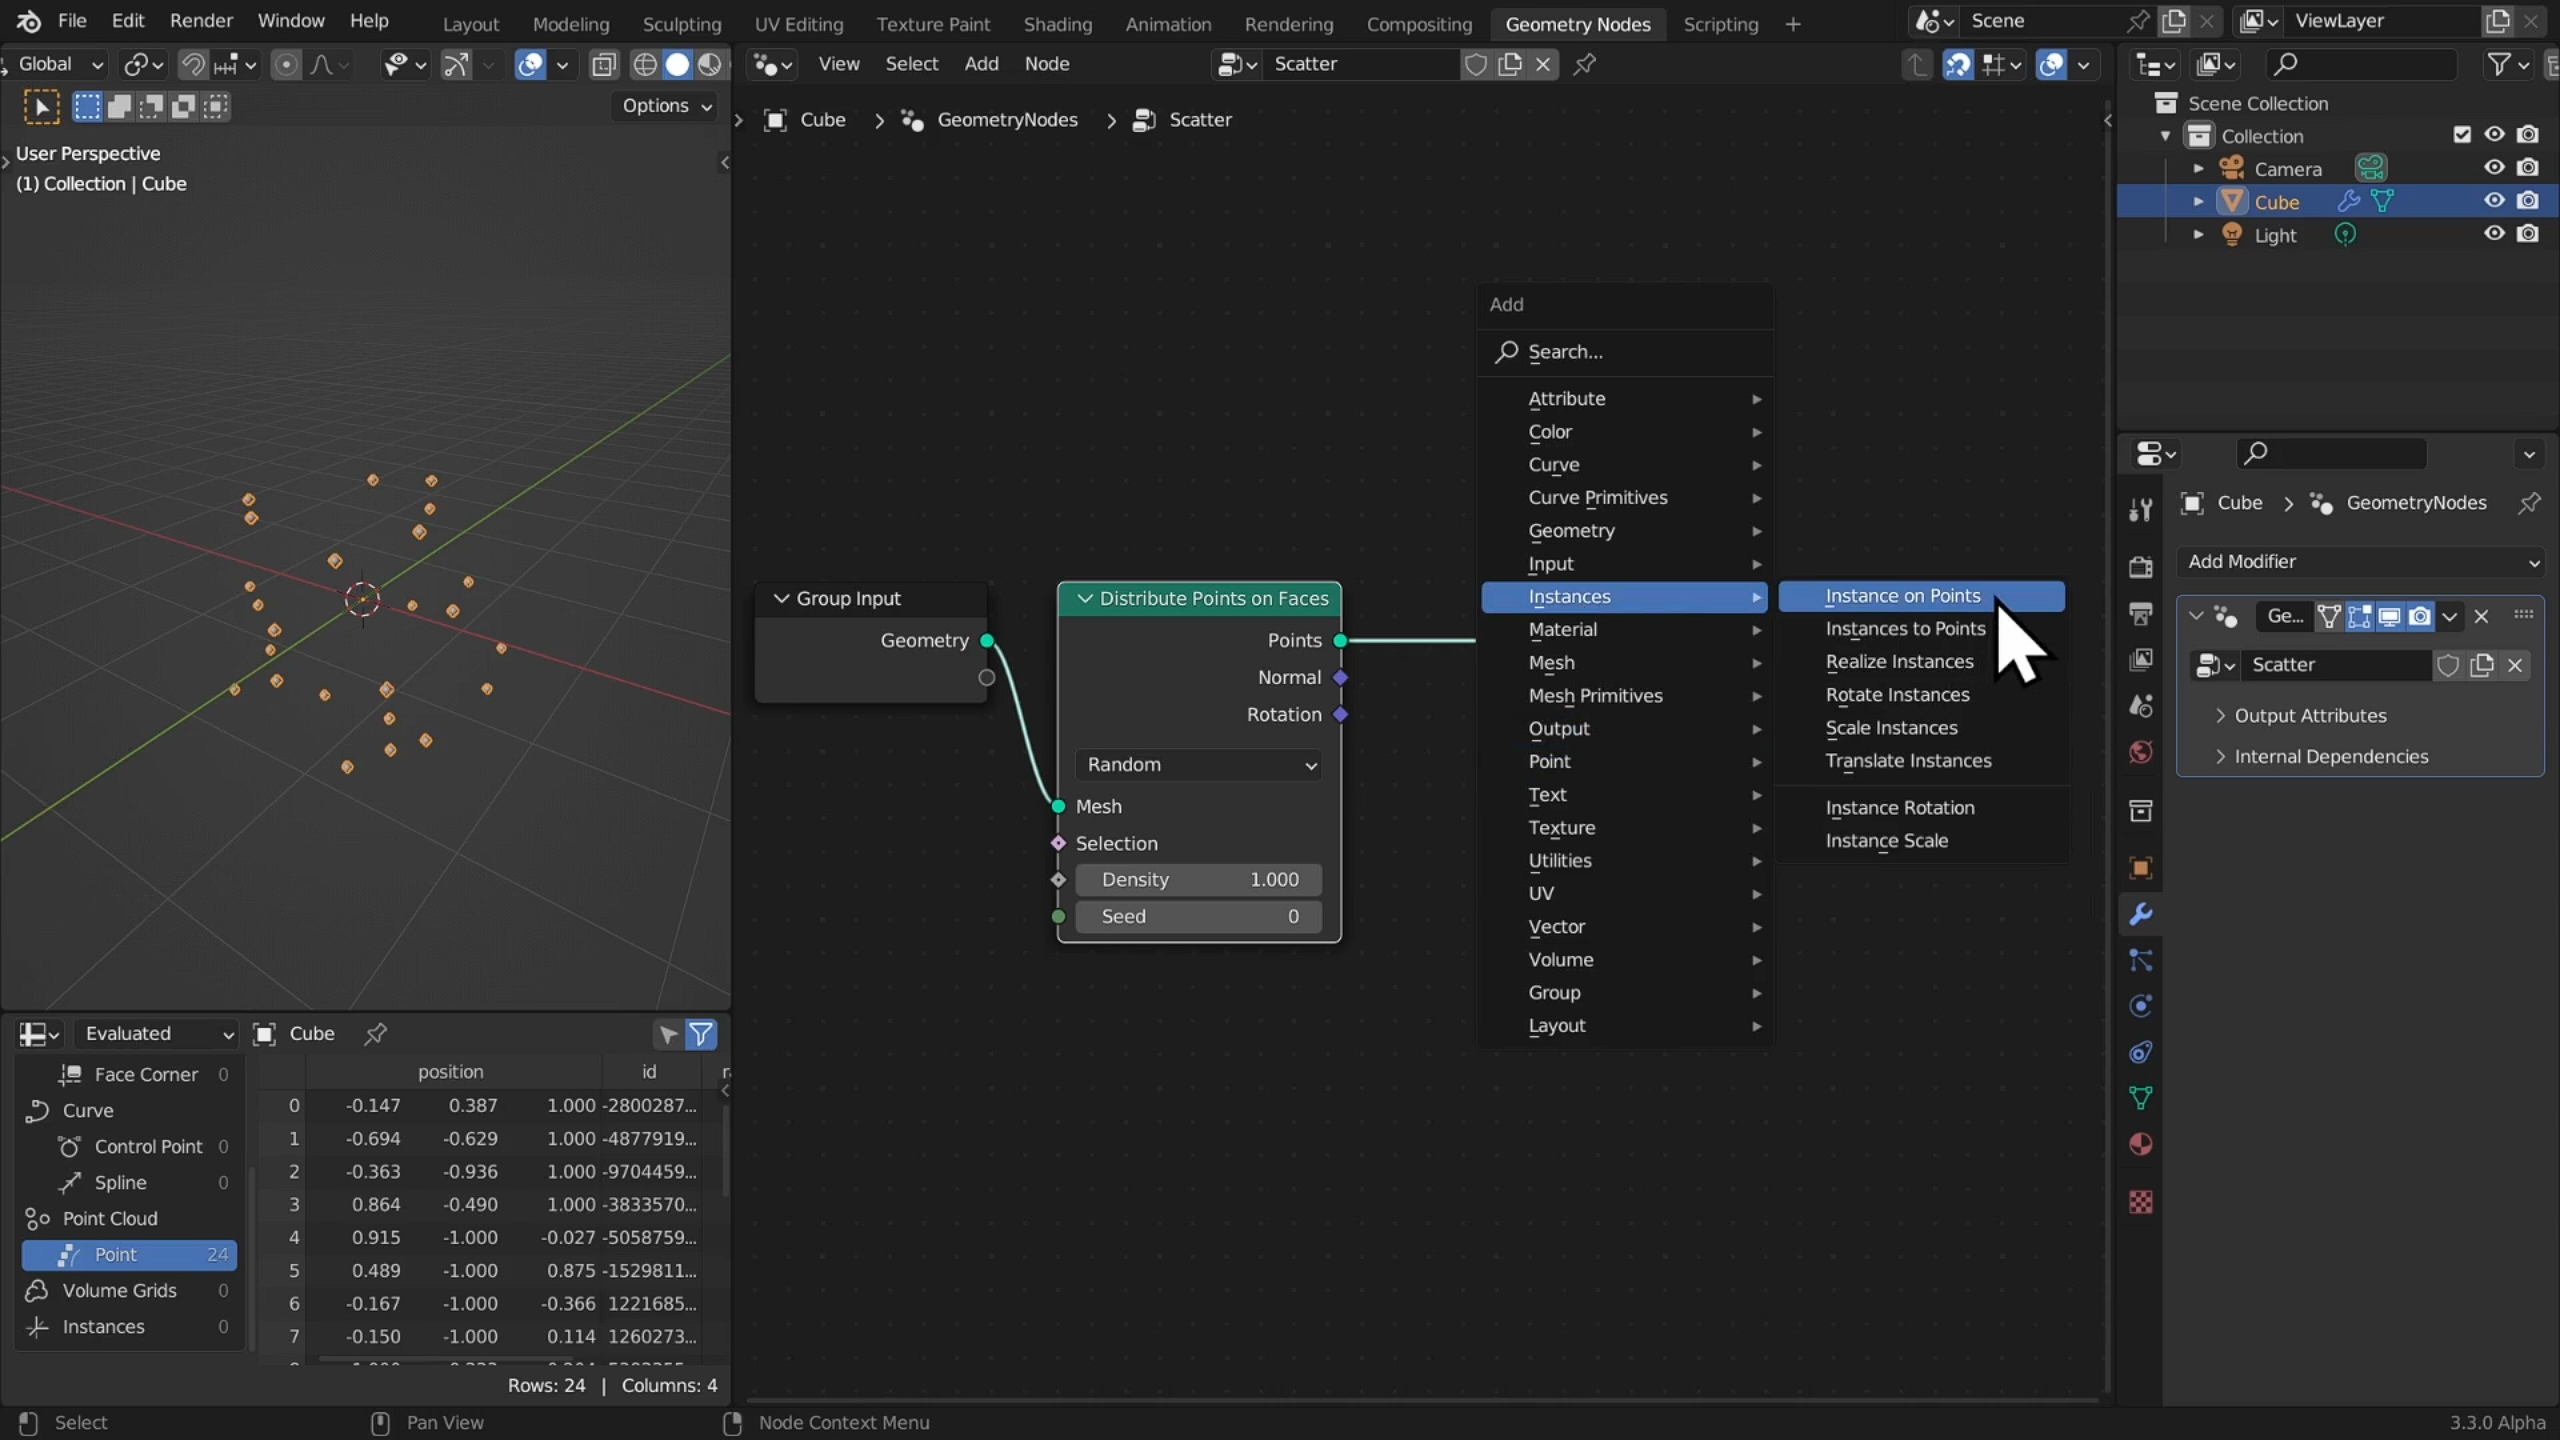 File Edit Render Window Help Layout Modeling Sculpting UV Editing Texture Paint Shading Animation Rendering Compositing Geometry Nodes Scripting + Scene ViewLayer
Global
View Select Add Node Scatter
Options
Cube > GeometryNodes > Scatter
User Perspective
(1) Collection | Cube
Group Input
Geometry
Distribute Points on Faces
Points
Normal
Rotation
Random
Mesh
Selection
Density 1.000
Seed 0
Add
Search...
Attribute
Color
Curve
Curve Primitives
Geometry
Input
Instances
Material
Mesh
Mesh Primitives
Output
Point
Text
Texture
Utilities
UV
Vector
Volume
Group
Layout
Instance on Points
Instances to Points
Realize Instances
Rotate Instances
Scale Instances
Translate Instances
Instance Rotation
Instance Scale
Scene Collection
Collection
Camera
Cube
Light
Cube > GeometryNodes
Add Modifier
Ge...
Scatter
Output Attributes
Internal Dependencies
Evaluated Cube
Face Corner 0
Curve
Control Point 0
Spline 0
Point Cloud
Point 24
Volume Grids 0
Instances 0
position id
0 -0.147 0.387 1.000 -2800287...
1 -0.694 -0.629 1.000 -4877919...
2 -0.363 -0.936 1.000 -9704459...
3 0.864 -0.490 1.000 -3833570...
4 0.915 -1.000 -0.027 -5058759...
5 0.489 -1.000 0.875 -1529811...
6 -0.167 -1.000 -0.366 1221685...
7 -0.150 -1.000 0.114 1260273...
Rows: 24 | Columns: 4
Select Pan View Node Context Menu 3.3.0 Alpha